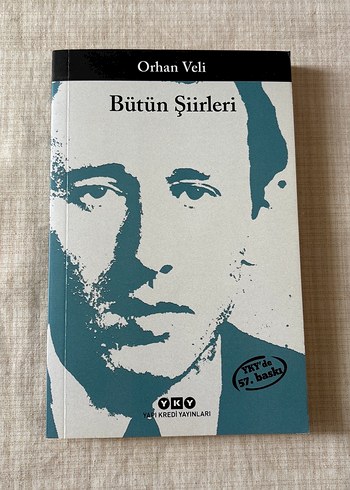 Orhan Veli
Bütün Şiirleri
YKY'de
57. baskı
YKY
YAPI KREDİ YAYINLARI